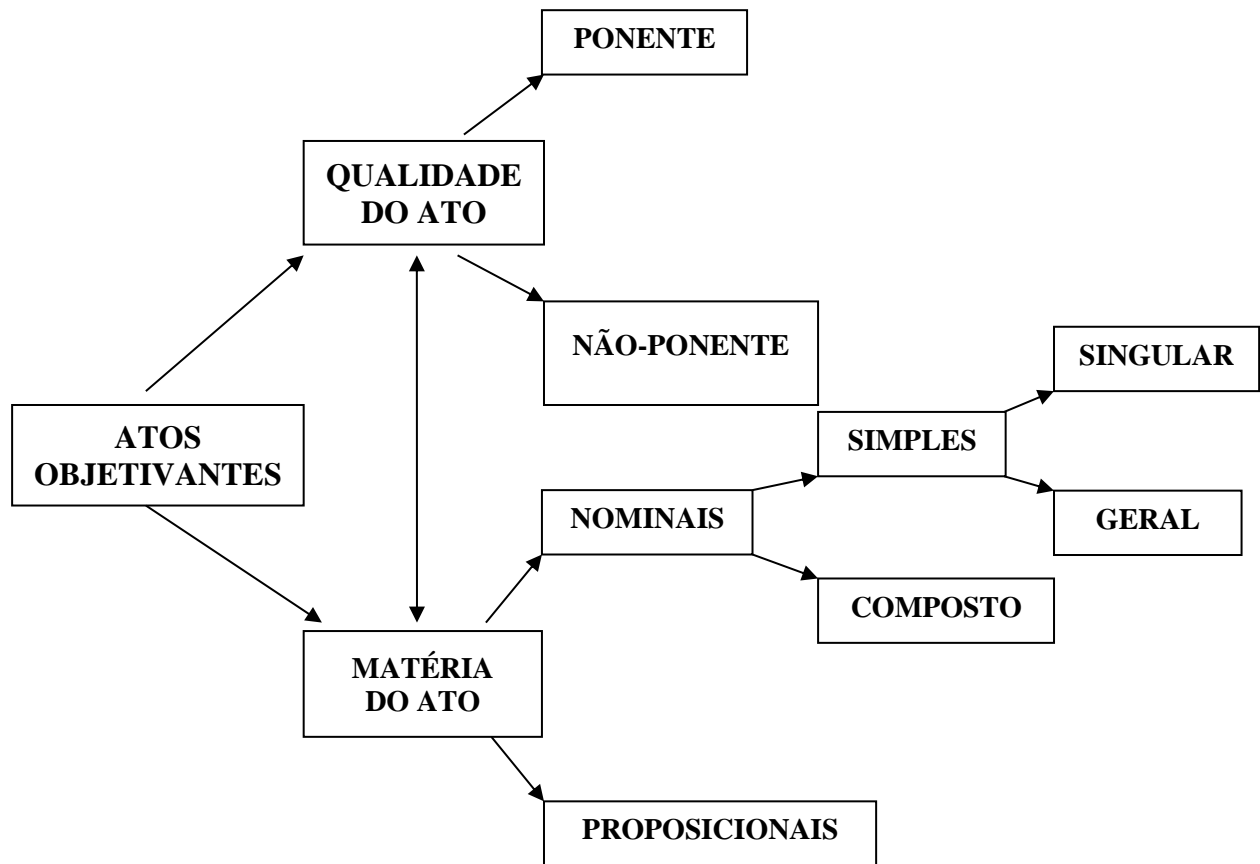 PONENTE
QUALIDADE
DO ATO
NÃO-PONENTE
SINGULAR
ATOS
OBJETIVANTES
SIMPLES
NOMINAIS
GERAL
COMPOSTO
MATÉRIA
DO ATO
PROPOSICIONAIS